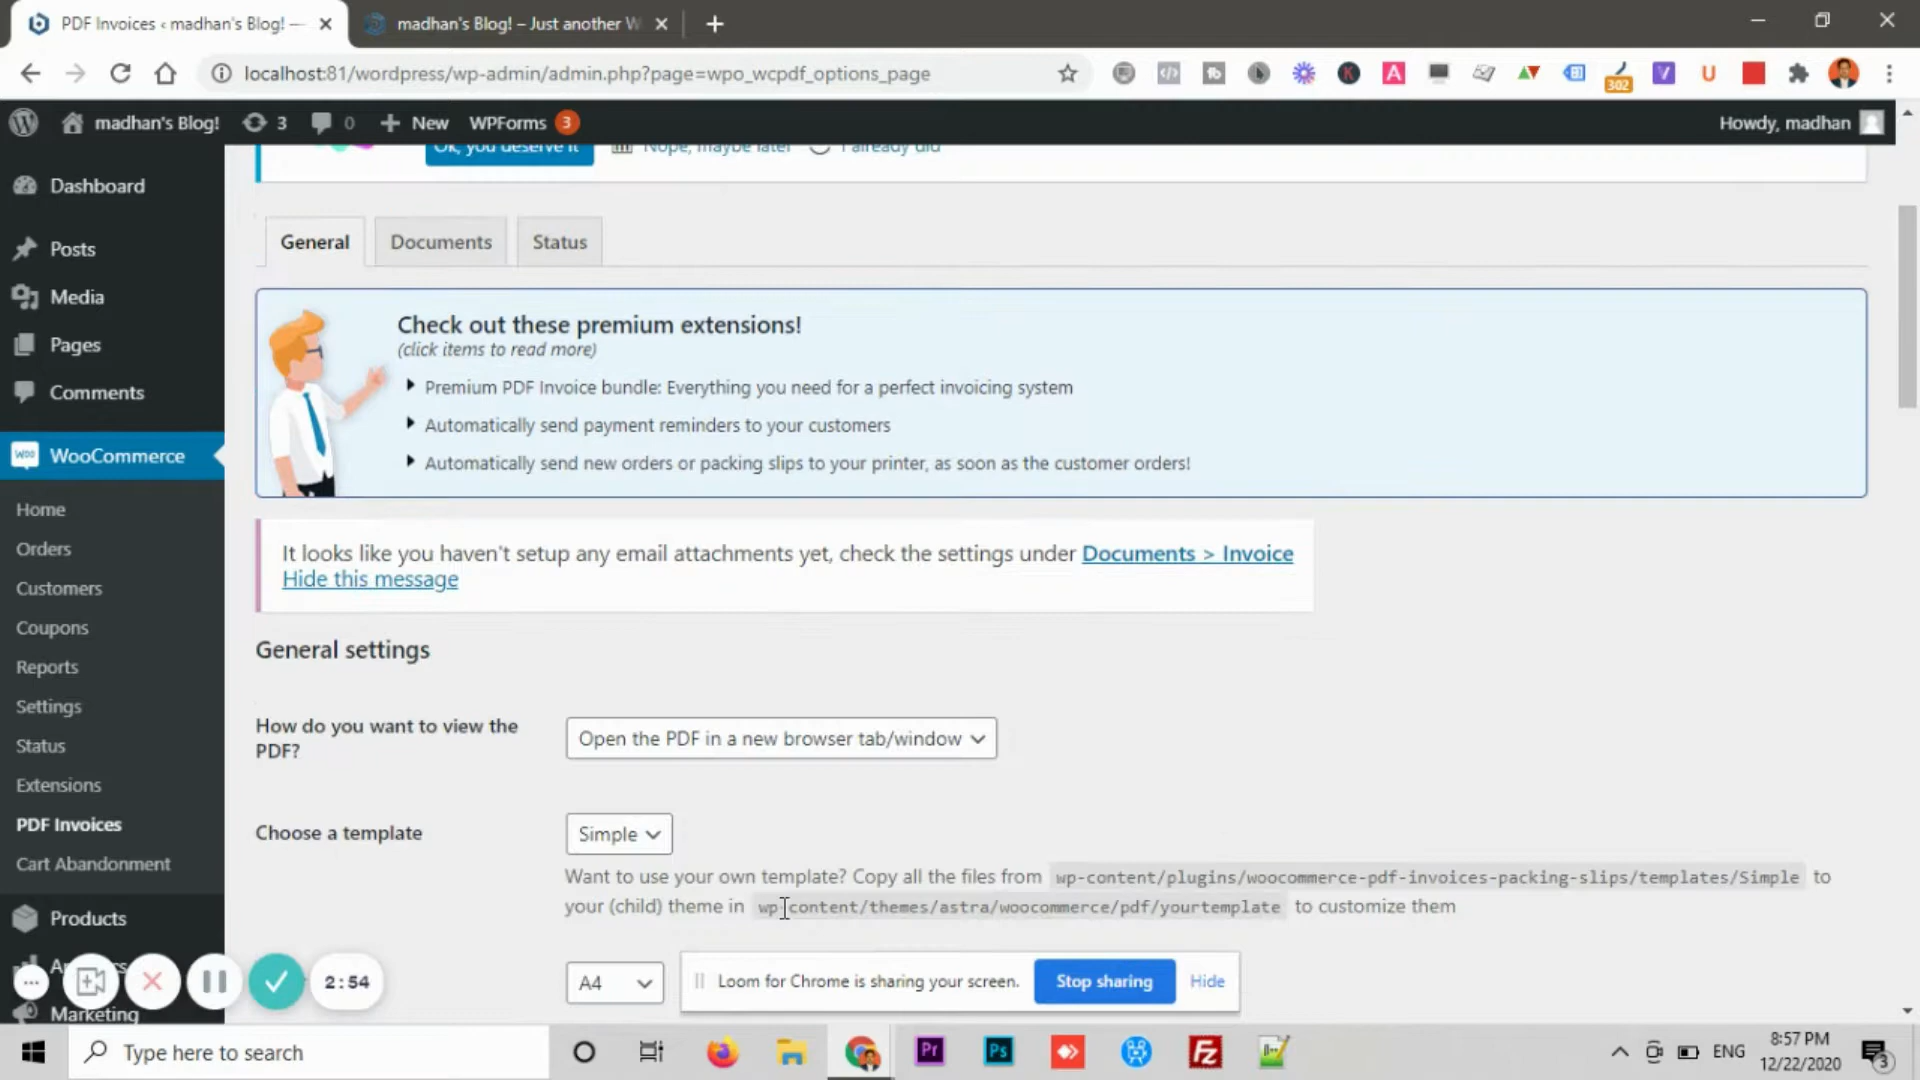 PDF Invoices ‹ madhan's Blog! —
madhan's Blog! – Just another W
localhost:81/wordpress/wp-admin/admin.php?page=wpo_wcpdf_options_page
302
madhan's Blog!
3
0
New
WPForms
3
Howdy, madhan
Ok, you deserve it
Nope, maybe later
I already did
Dashboard
Posts
Media
Pages
Comments
WooCommerce
Home
Orders
Customers
Coupons
Reports
Settings
Status
Extensions
PDF Invoices
Cart Abandonment
Products
Marketing
General
Documents
Status
Check out these premium extensions!
(click items to read more)
Premium PDF Invoice bundle: Everything you need for a perfect invoicing system
Automatically send payment reminders to your customers
Automatically send new orders or packing slips to your printer, as soon as the customer orders!
It looks like you haven't setup any email attachments yet, check the settings under Documents > Invoice
Hide this message
General settings
How do you want to view the
PDF?
Open the PDF in a new browser tab/window
Choose a template
Simple
Want to use your own template? Copy all the files from wp-content/plugins/woocommerce-pdf-invoices-packing-slips/templates/Simple to
your (child) theme in wp-content/themes/astra/woocommerce/pdf/yourtemplate to customize them
A4
2:54
Loom for Chrome is sharing your screen.
Stop sharing
Hide
Type here to search
Pr
Ps
Fz
ENG
8:57 PM
12/22/2020
3